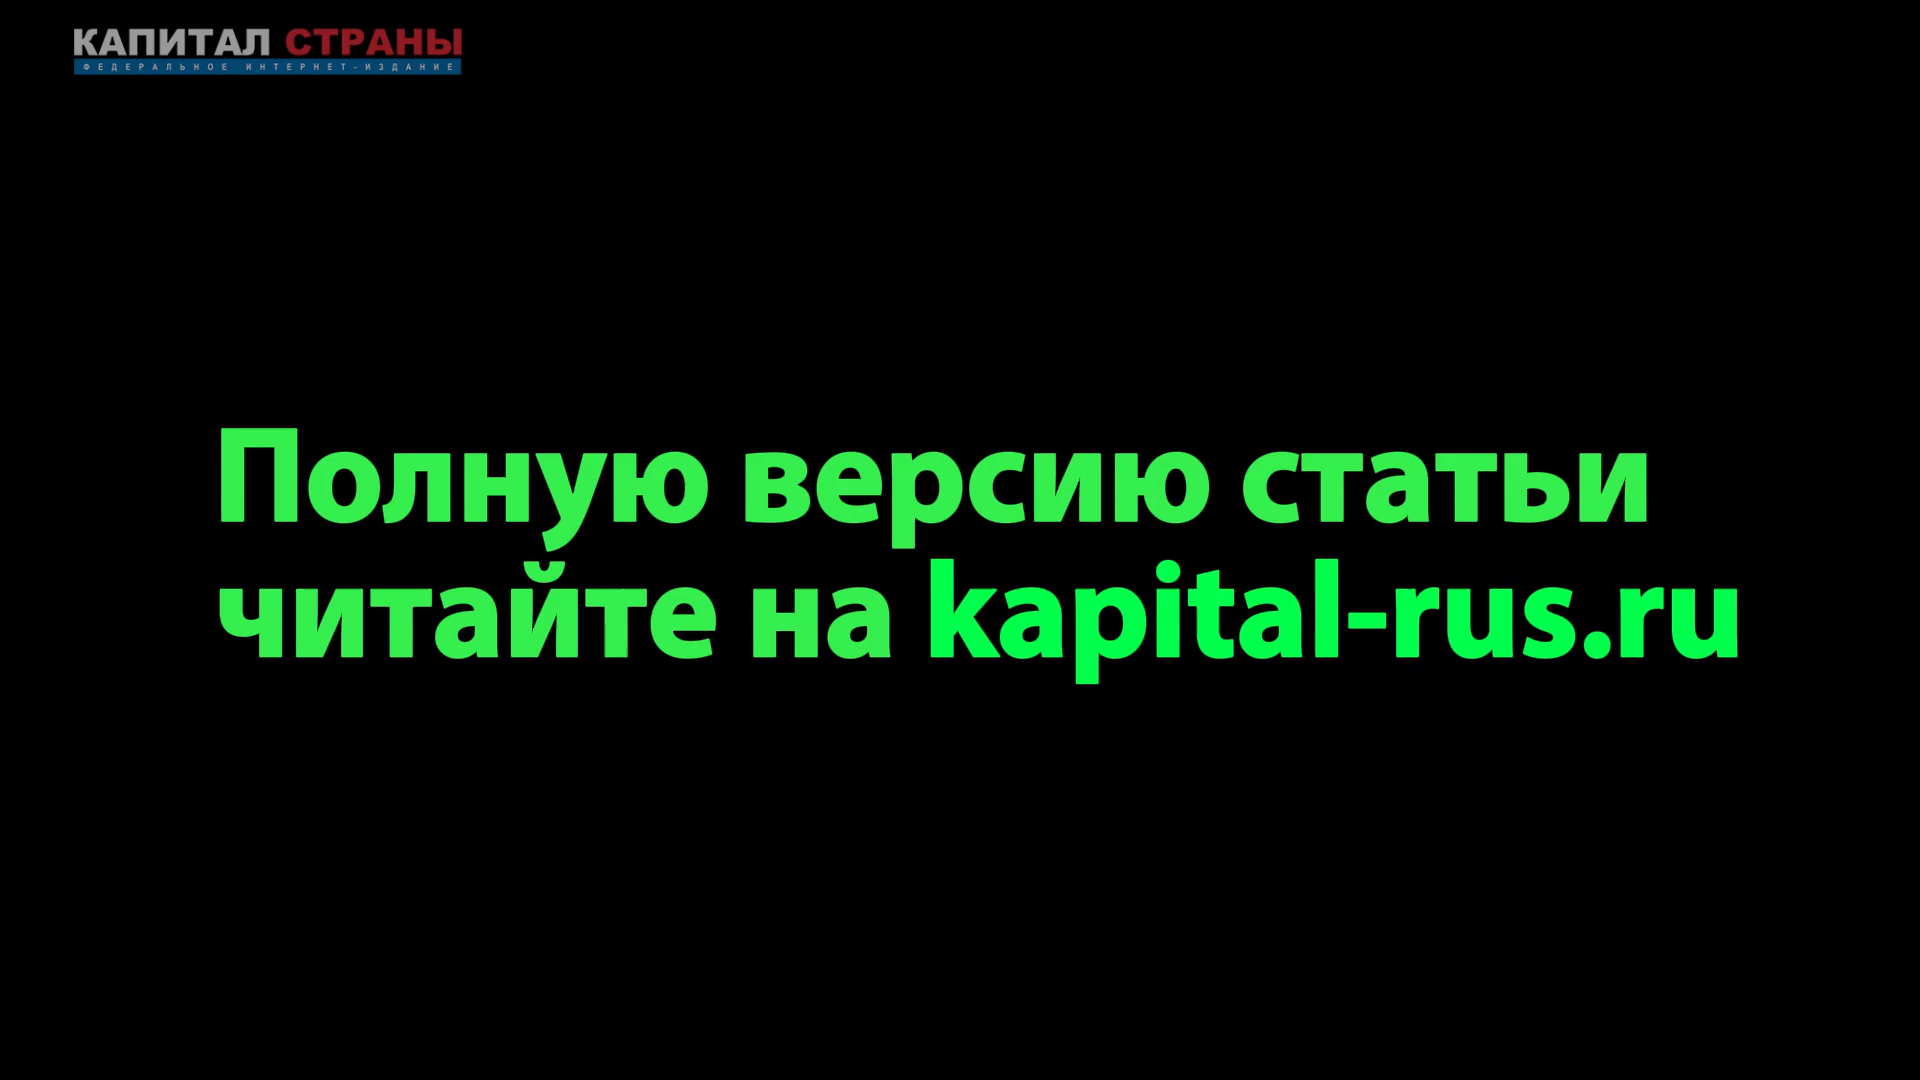 КАПИТАЛ СТРАНЫ
ФЕДЕРАЛЬНОЕ ИНТЕРНЕТ-ИЗДАНИЕ
Полную версию статьи
читайте на kapital-rus.ru